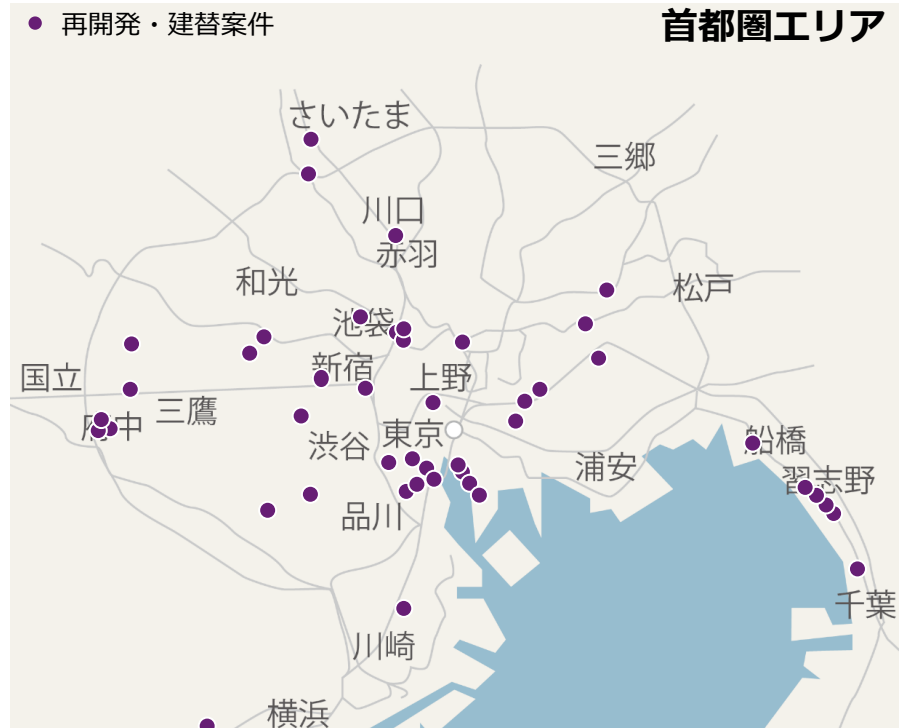 再開発・建替案件
首都圏エリア
さいたま
三郷
川口
赤羽
和光
松戸
池袋
新宿
国立
上野
三鷹
府中
渋谷
東京
船橋
浦安
習志野
品川
千葉
川崎
横浜